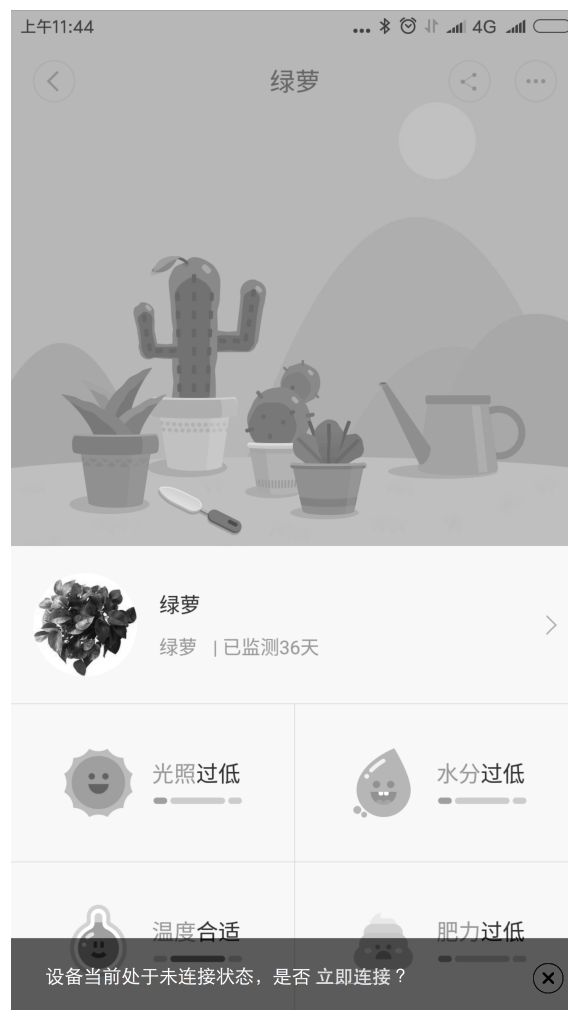 上午11:44
4G
绿萝
绿萝
绿萝 | 已监测36天
光照过低
水分过低
温度合适
肥力过低
设备当前处于未连接状态，是否 立即连接？